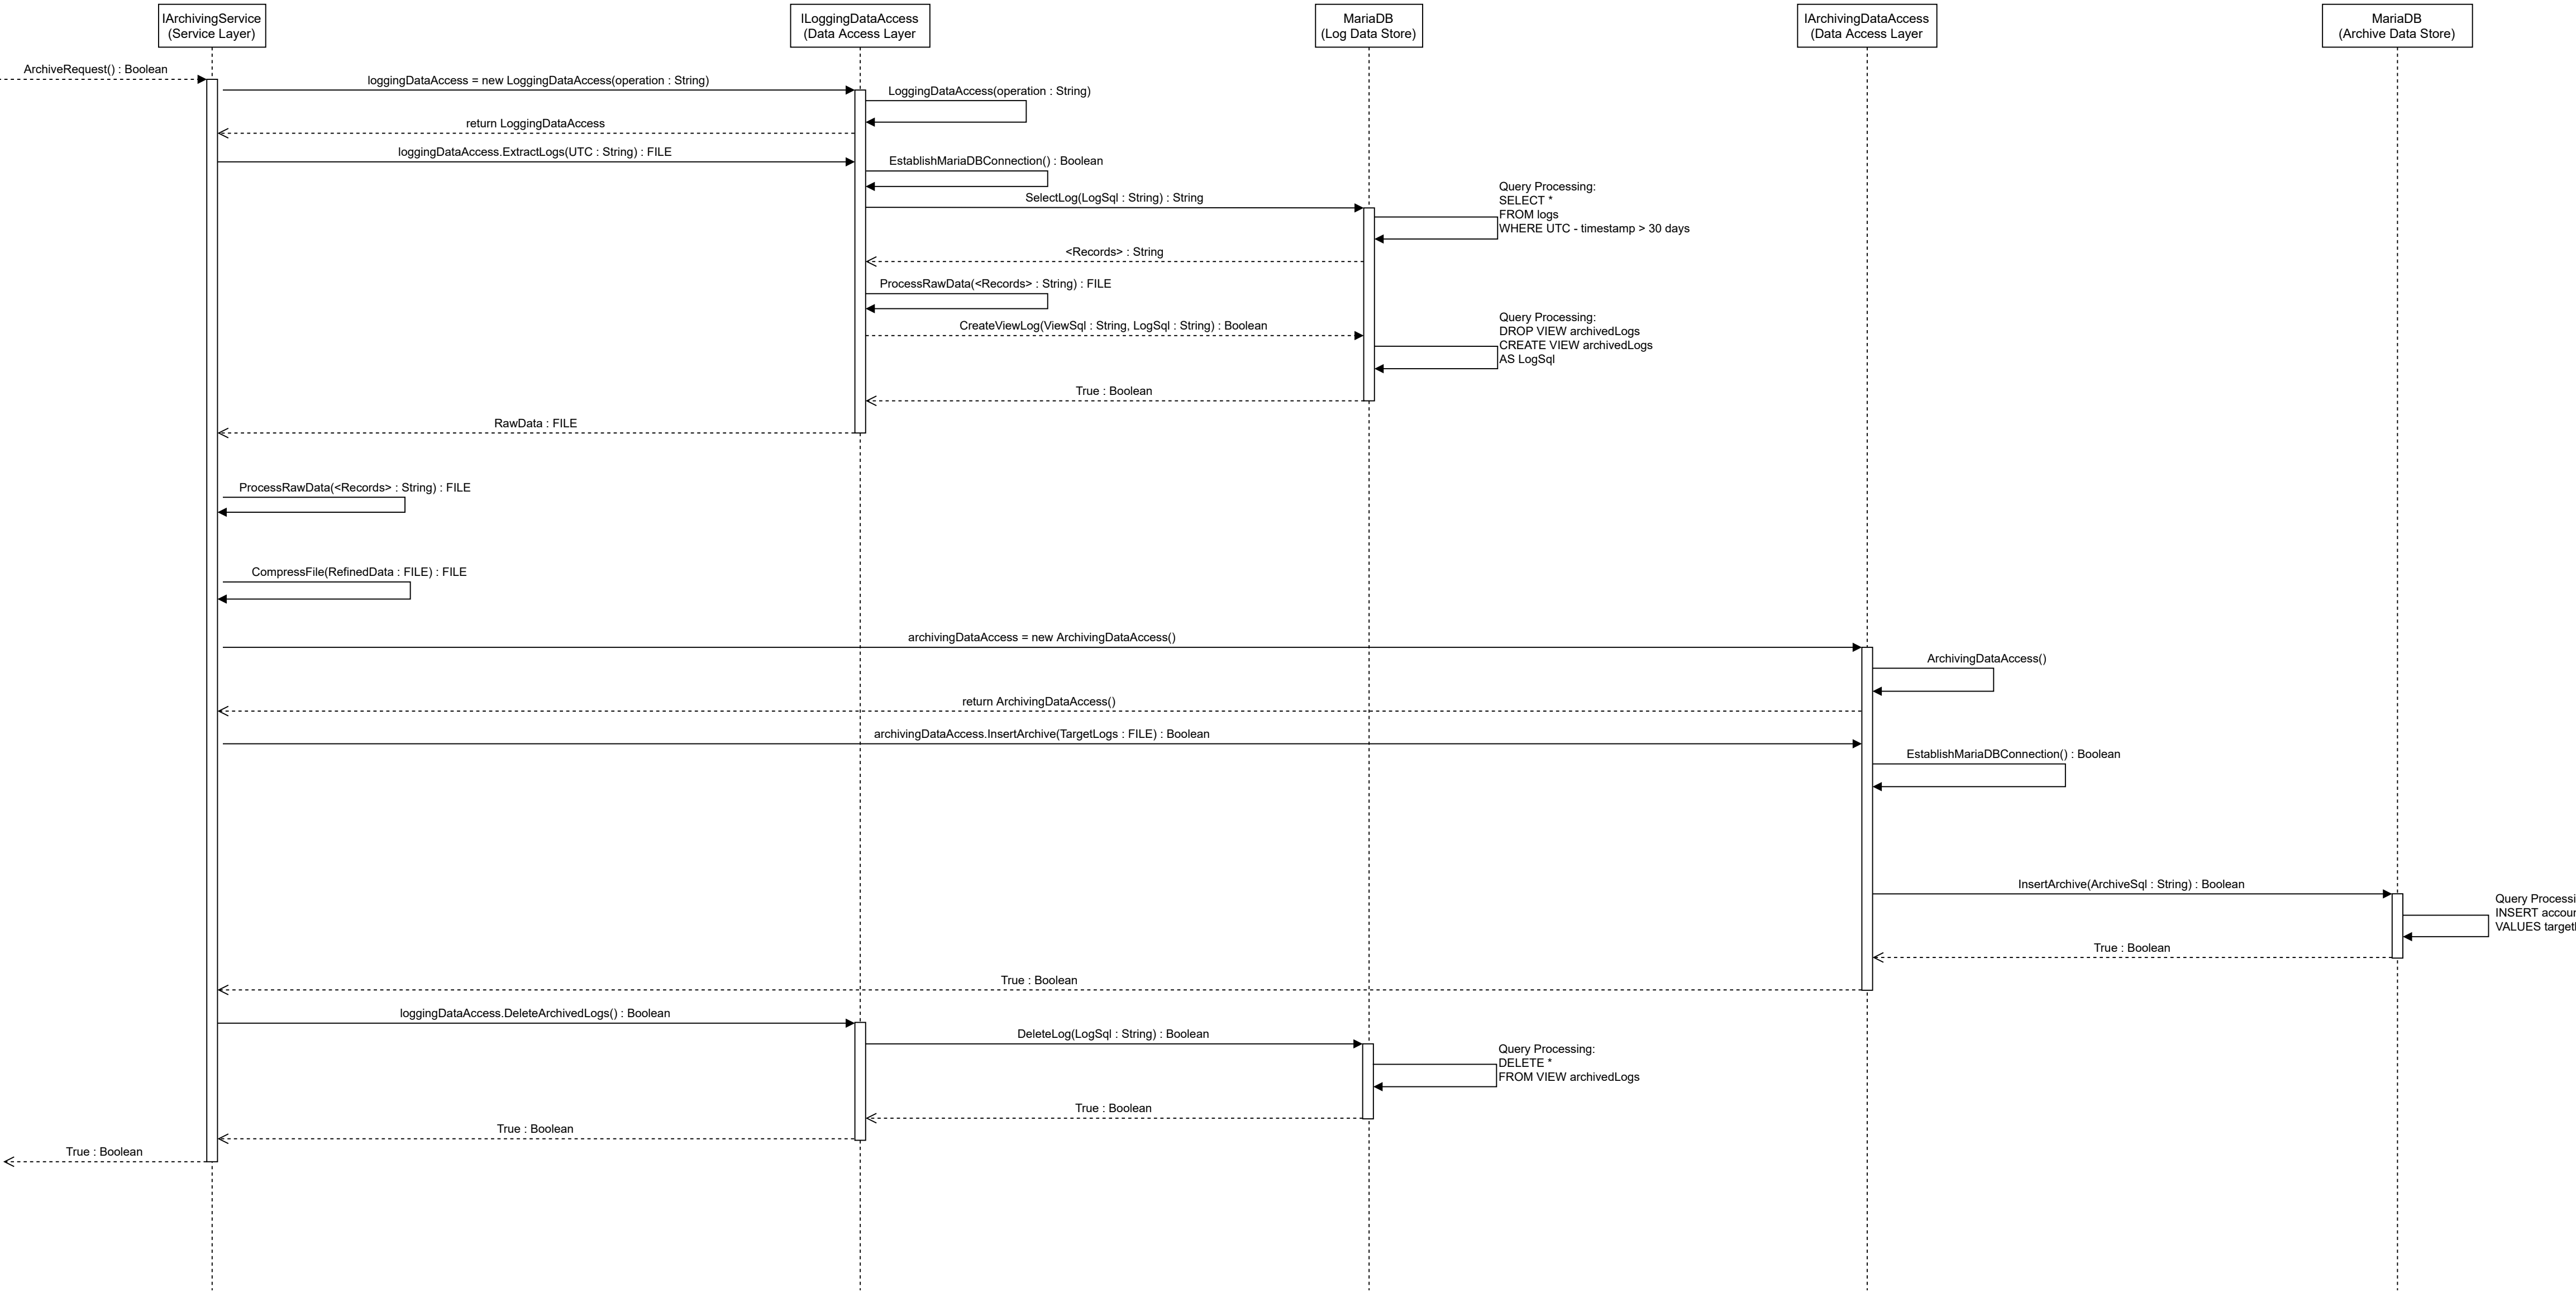 IArchivingService
(Service Layer)
ILoggingDataAccess
(Data Access Layer
MariaDB
(Log Data Store)
IArchivingDataAccess
(Data Access Layer
MariaDB
(Archive Data Store)
ArchiveRequest() : Boolean
loggingDataAccess = new LoggingDataAccess(operation : String)
LoggingDataAccess(operation : String)
return LoggingDataAccess
loggingDataAccess.ExtractLogs(UTC : String) : FILE
EstablishMariaDBConnection() : Boolean
SelectLog(LogSql : String) : String
Query Processing:
SELECT *
FROM logs
WHERE UTC - timestamp > 30 days
<Records> : String
ProcessRawData(<Records> : String) : FILE
CreateViewLog(ViewSql : String, LogSql : String) : Boolean
Query Processing:
DROP VIEW archivedLogs
CREATE VIEW archivedLogs
AS LogSql
True : Boolean
RawData : FILE
ProcessRawData(<Records> : String) : FILE
CompressFile(RefinedData : FILE) : FILE
archivingDataAccess = new ArchivingDataAccess()
ArchivingDataAccess()
return ArchivingDataAccess()
archivingDataAccess.InsertArchive(TargetLogs : FILE) : Boolean
EstablishMariaDBConnection() : Boolean
InsertArchive(ArchiveSql : String) : Boolean
Query
INSERT
VALUES
True : Boolean
True : Boolean
loggingDataAccess.DeleteArchivedLogs() : Boolean
DeleteLog(LogSql : String) : Boolean
Query Processing:
DELETE *
FROM VIEW archivedLogs
True : Boolean
True : Boolean
True : Boolean